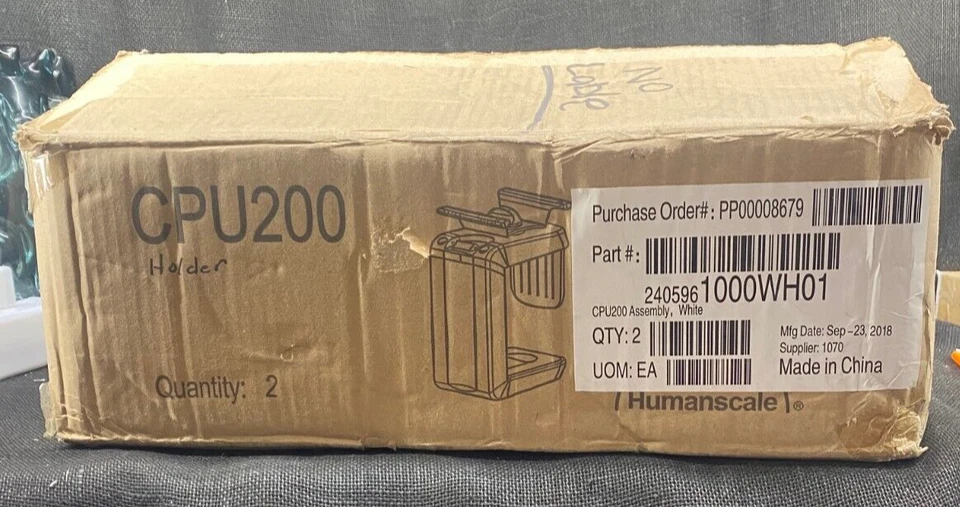 No
Lable
CPU200
Holder
Quantity: 2
Purchase Order#: PP00008679
Part #:
2405961000WH01
CPU200 Assembly, White
QTY: 2
Mfg Date: Sep-23, 2018
Supplier: 1070
UOM: EA
Made in China
Humanscale ®